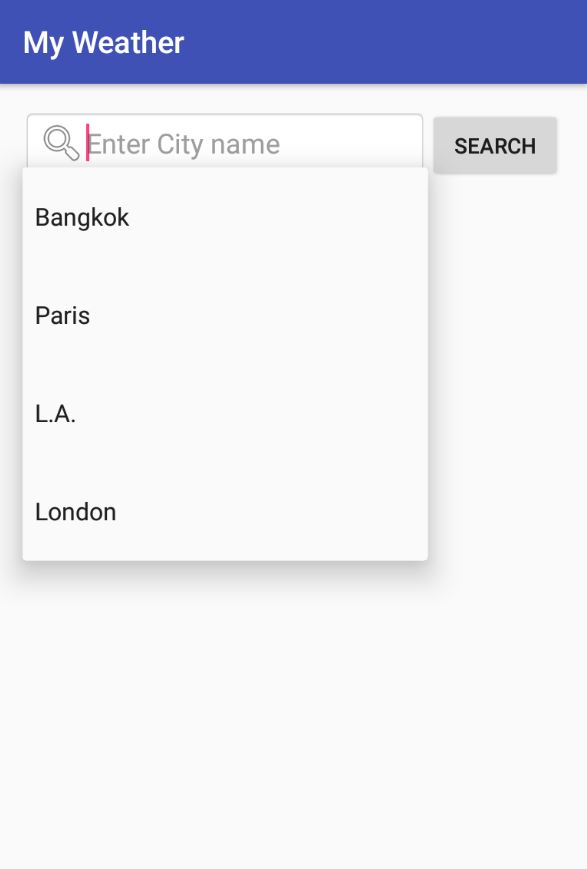 My Weather
Enter City name
SEARCH
Bangkok
Paris
L.A.
London